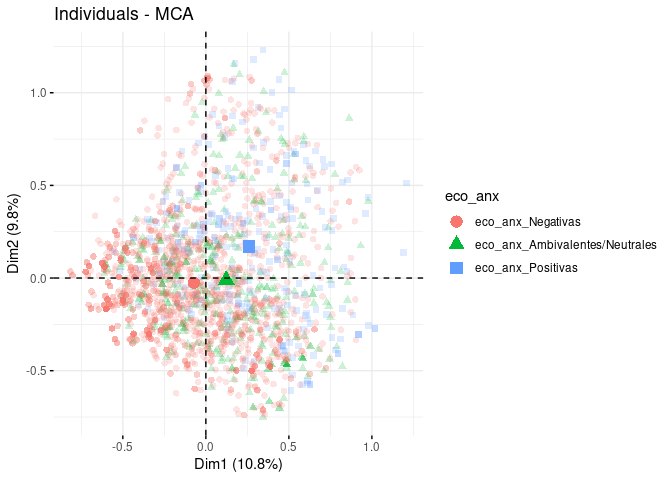 Individuals - MCA
1.0
0.5
0.0
-0.5
Dim2 (9.8%)
-0.5
0.0
0.5
1.0
Dim1 (10.8%)
eco_anx
eco_anx_Negativas
eco_anx_Ambivalentes/Neutrales
eco_anx_Positivas